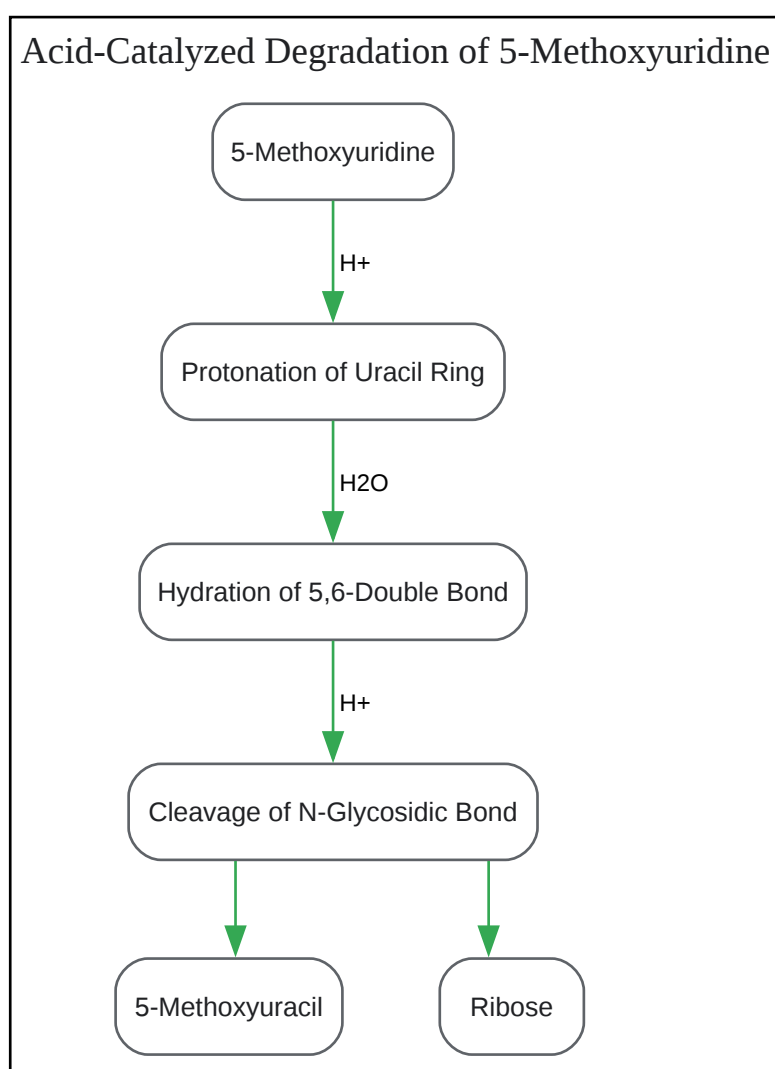 Acid-Catalyzed Degradation of 5-Methoxyuridine
5-Methoxyuridine
H+
Protonation of Uracil Ring
H2O
Hydration of 5,6-Double Bond
H+
Cleavage of N-Glycosidic Bond
5-Methoxyuracil
Ribose